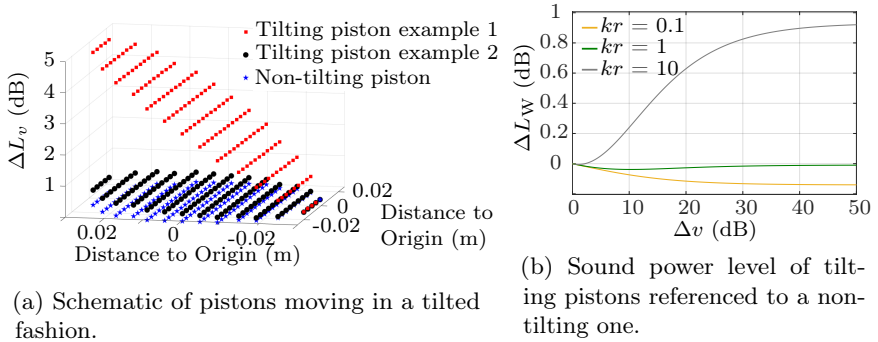 Tilting piston example 1
Tilting piston example 2
Non-tilting piston
ΔL_v (dB)
5
4
3
2
1
0.02
0
-0.02
Distance to
Origin (m)
0.02
0
-0.02
Distance to
Origin (m)
(a) Schematic of pistons moving in a tilted
fashion.
kr = 0.1
kr = 1
kr = 10
ΔL_W (dB)
1
0.8
0.6
0.4
0.2
0
0
10
20
30
40
50
Δv (dB)
(b) Sound power level of tilt-
ing pistons referenced to a non-
tilting one.